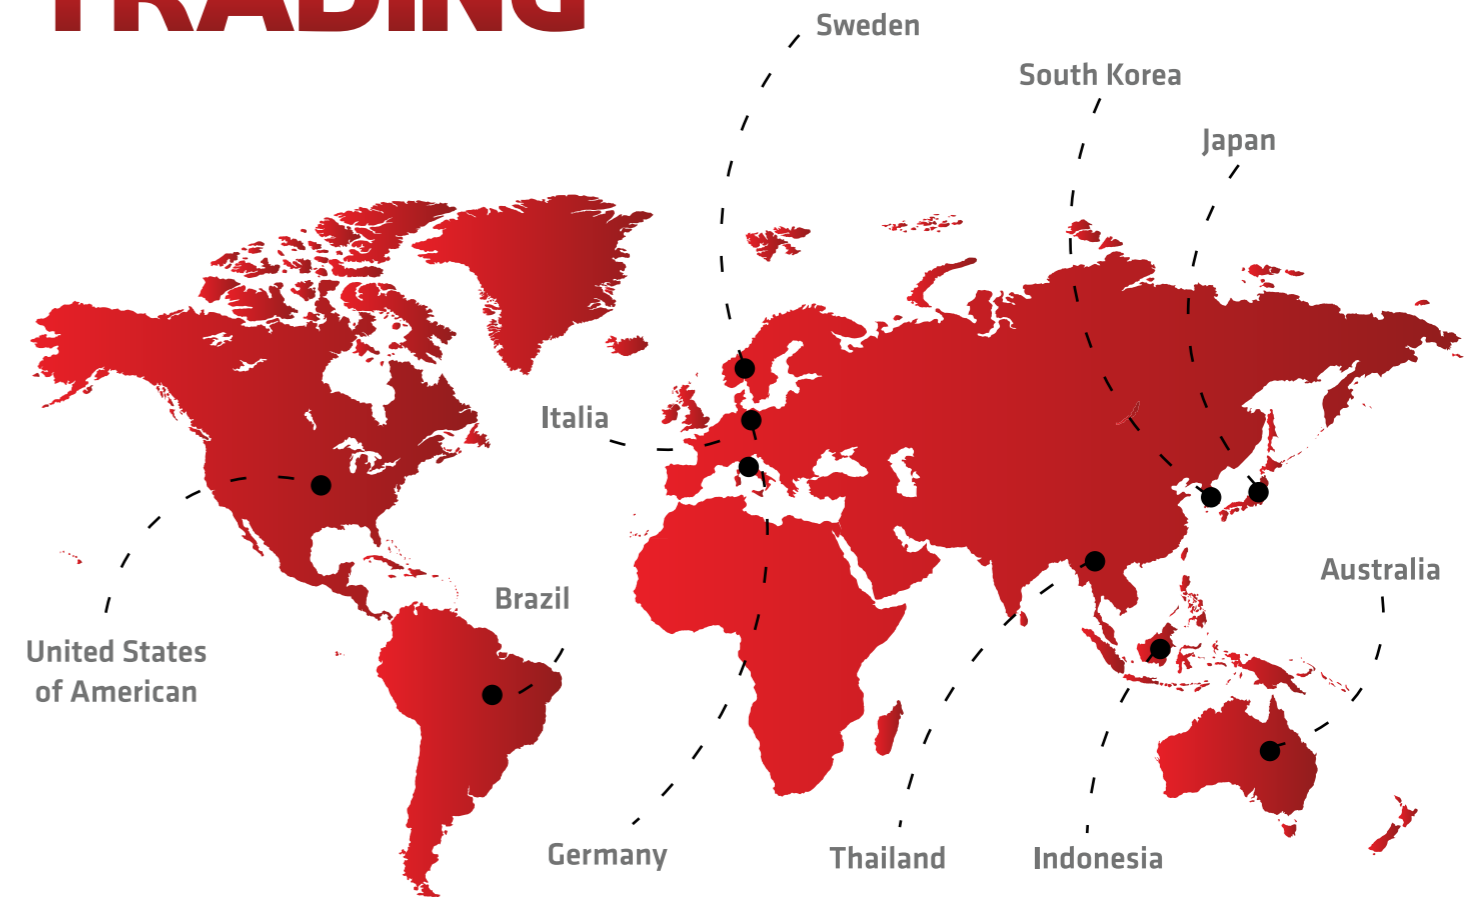 TRADING
Sweden
South Korea
Japan
Italia
Brazil
Australia
United States
of American
Germany
Thailand
Indonesia